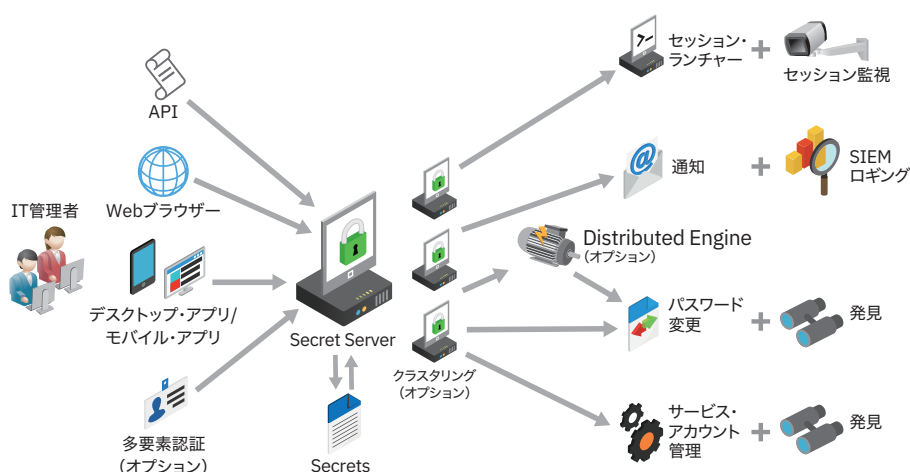 API
IT管理者
Webブラウザー
デスクトップ・アプリ/
モバイル・アプリ
多要素認証
（オプション）
Secret Server
Secrets
クラスタリング
（オプション）
セッション・
ランチャー
セッション監視
通知
SIEM
ロギング
Distributed Engine
（オプション）
パスワード
変更
発見
サービス・
アカウント
管理
発見